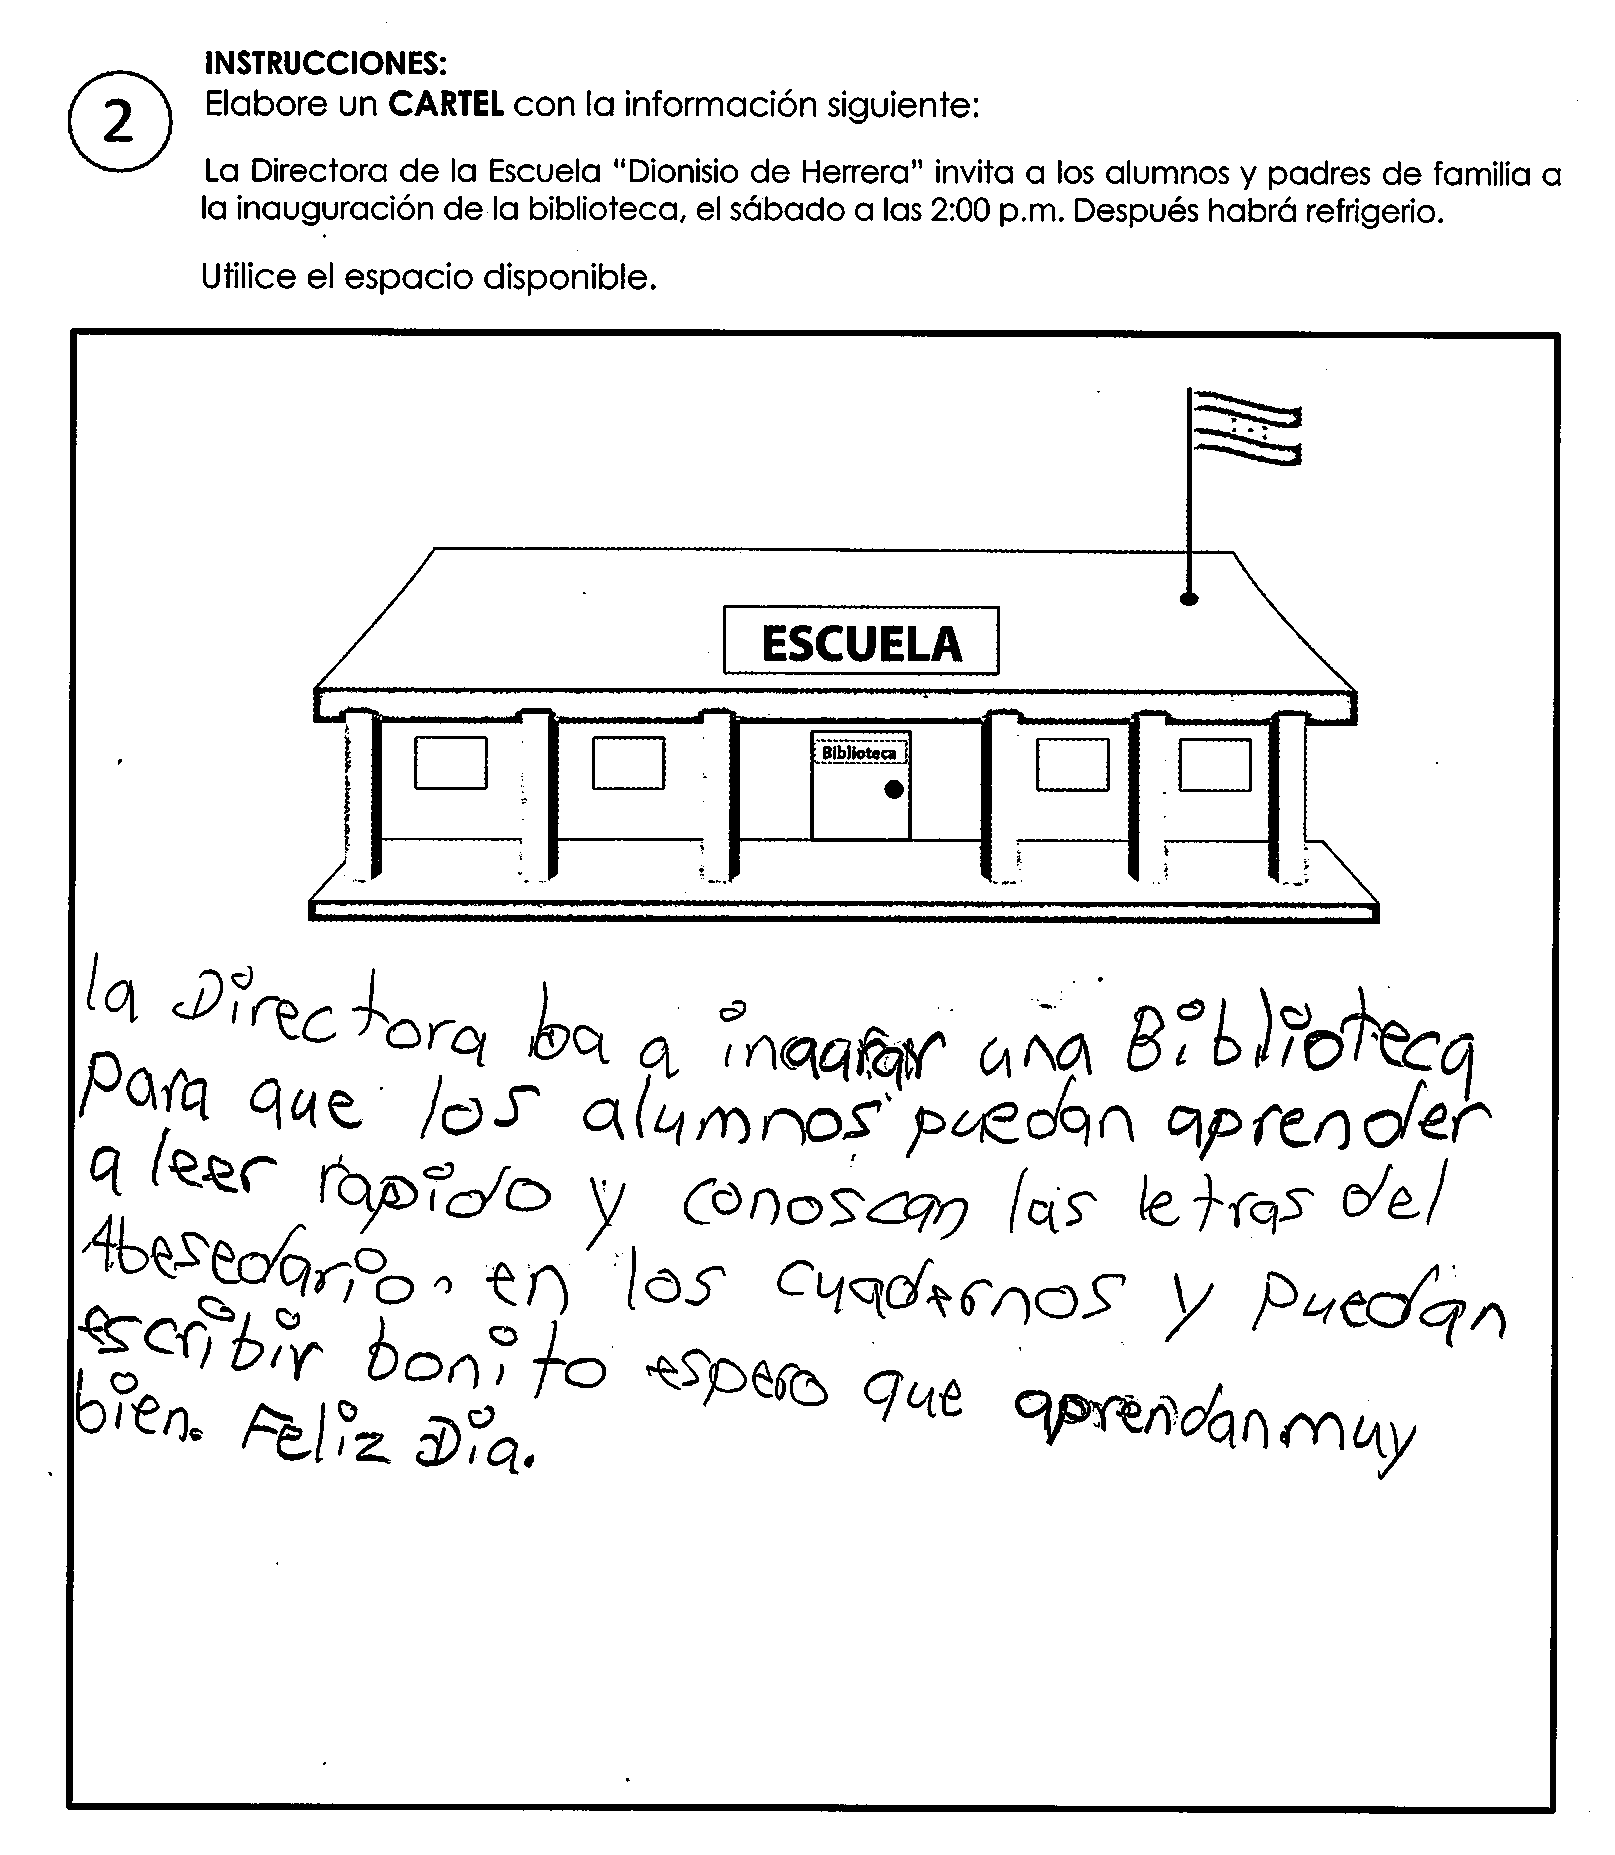 INSTRUCCIONES:
2
Elabore un CARTEL con la información siguiente:
La Directora de la Escuela "Dionisio de Herrera" invita a los alumnos y padres de familia a
la inauguración de la biblioteca, el sábado a las 2:00 p.m. Después habrá refrigerio.
Utilice el espacio disponible.
ESCUELA
Biblioteca
la Directora ba a una Biblioteca
para que los alumnos puedan aprender
a leer rapido y conoscan las letras del
Abesedario. en los cuadernos y puedan
escribir bonito espero que aprendan muy
bien. Feliz Dia.